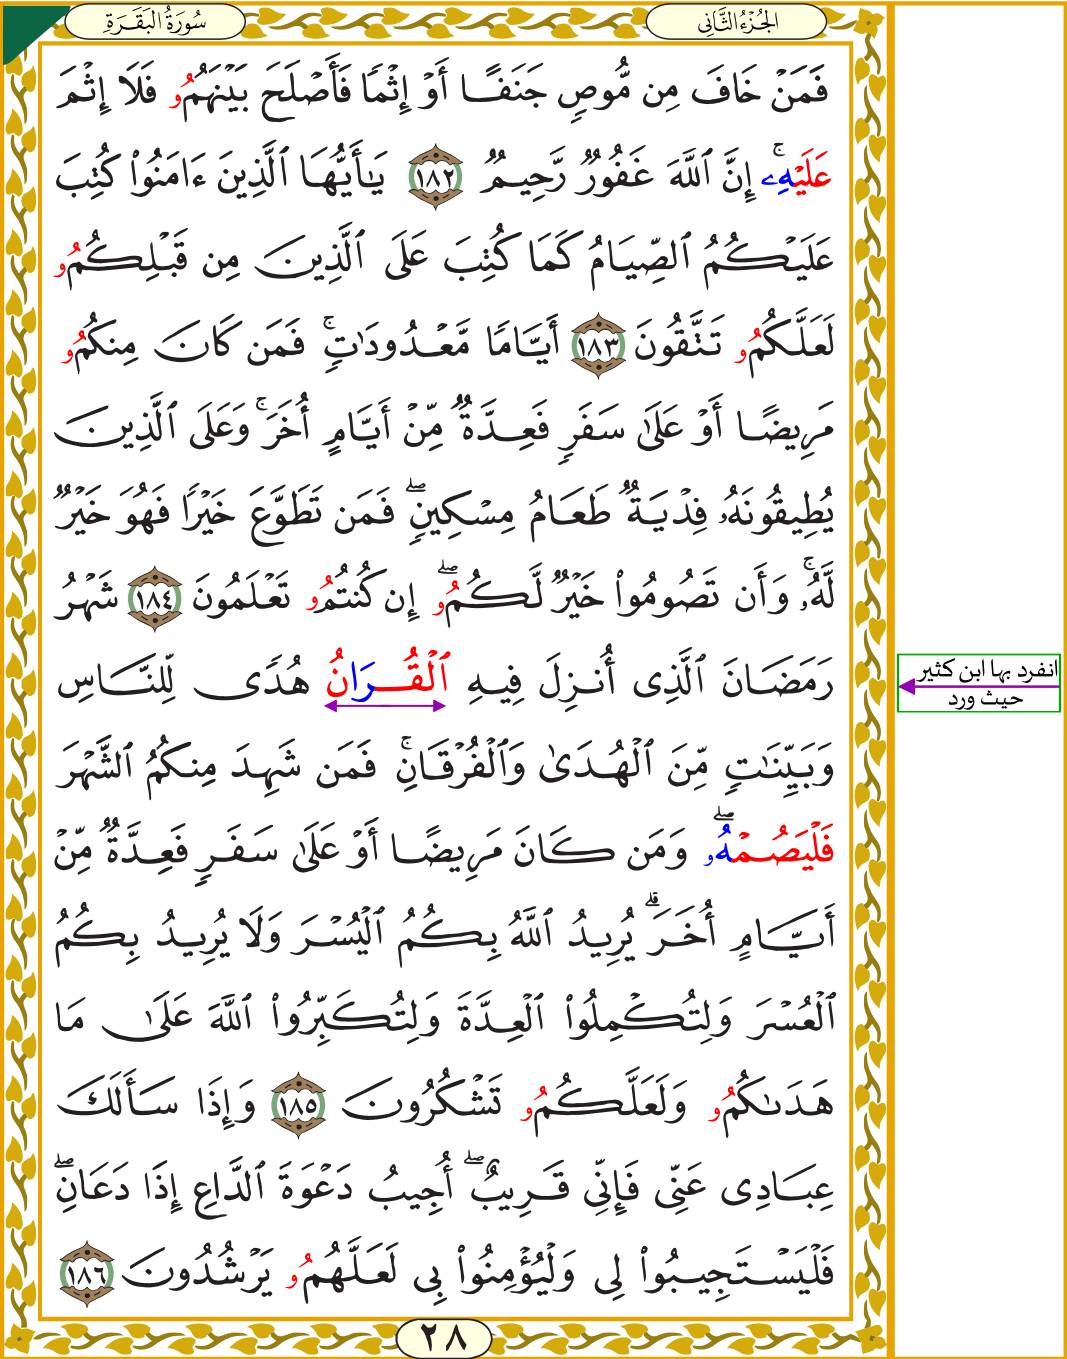 سُورَةُ البَقَرَةِ
الجُزْءُ الثَّانِي
فَمَنْ خَافَ مِن مُّوصٍ جَنَفًا أَوْ إِثْمًا فَأَصْلَحَ بَيْنَهُمُۥ فَلَا إِثْمَ
عَلَيْهِۦۚ إِنَّ ٱللَّهَ غَفُورٌ رَّحِيمٌ ١٨٢ يَٰأَيُّهَا ٱلَّذِينَ ءَامَنُوا۟ كُتِبَ
عَلَيْكُمُ ٱلصِّيَامُ كَمَا كُتِبَ عَلَى ٱلَّذِينَ مِن قَبْلِكُمُۥ
لَعَلَّكُمُۥ تَتَّقُونَ ١٨٣ أَيَّامًا مَّعْدُودَٰتٍۚ فَمَن كَانَ مِنكُمُۥ
مَرِيضًا أَوْ عَلَىٰ سَفَرٍ فَعِدَّةٌ مِّنْ أَيَّامٍ أُخَرَۚ وَعَلَى ٱلَّذِينَ
يُطِيقُونَهُۥ فِدْيَةٌ طَعَامُ مِسْكِينٍۖ فَمَن تَطَوَّعَ خَيْرًا فَهُوَ خَيْرٌ
لَّهُۥۚ وَأَن تَصُومُوا۟ خَيْرٌ لَّكُمُۥۖ إِن كُنتُمُۥ تَعْلَمُونَ ١٨٤ شَهْرُ
رَمَضَانَ ٱلَّذِى أُنزِلَ فِيهِ ٱلْقُرَانُ هُدًى لِّلنَّاسِ
انفرد بها ابن كثير
حيث ورد
وَبَيِّنَٰتٍ مِّنَ ٱلْهُدَىٰ وَٱلْفُرْقَانِۚ فَمَن شَهِدَ مِنكُمُ ٱلشَّهْرَ
فَلْيَصُمْهُۥۖ وَمَن كَانَ مَرِيضًا أَوْ عَلَىٰ سَفَرٍ فَعِدَّةٌ مِّنْ
أَيَّامٍ أُخَرَۗ يُرِيدُ ٱللَّهُ بِكُمُ ٱلْيُسْرَ وَلَا يُرِيدُ بِكُمُ
ٱلْعُسْرَ وَلِتُكْمِلُوا۟ ٱلْعِدَّةَ وَلِتُكَبِّرُوا۟ ٱللَّهَ عَلَىٰ مَا
هَدَىٰكُمُۥ وَلَعَلَّكُمُۥ تَشْكُرُونَ ١٨٥ وَإِذَا سَأَلَكَ
عِبَادِى عَنِّى فَإِنِّى قَرِيبٌۖ أُجِيبُ دَعْوَةَ ٱلدَّاعِ إِذَا دَعَانِۖ
فَلْيَسْتَجِيبُوا۟ لِى وَلْيُؤْمِنُوا۟ بِى لَعَلَّهُمُۥ يَرْشُدُونَ ١٨٦
٢٨